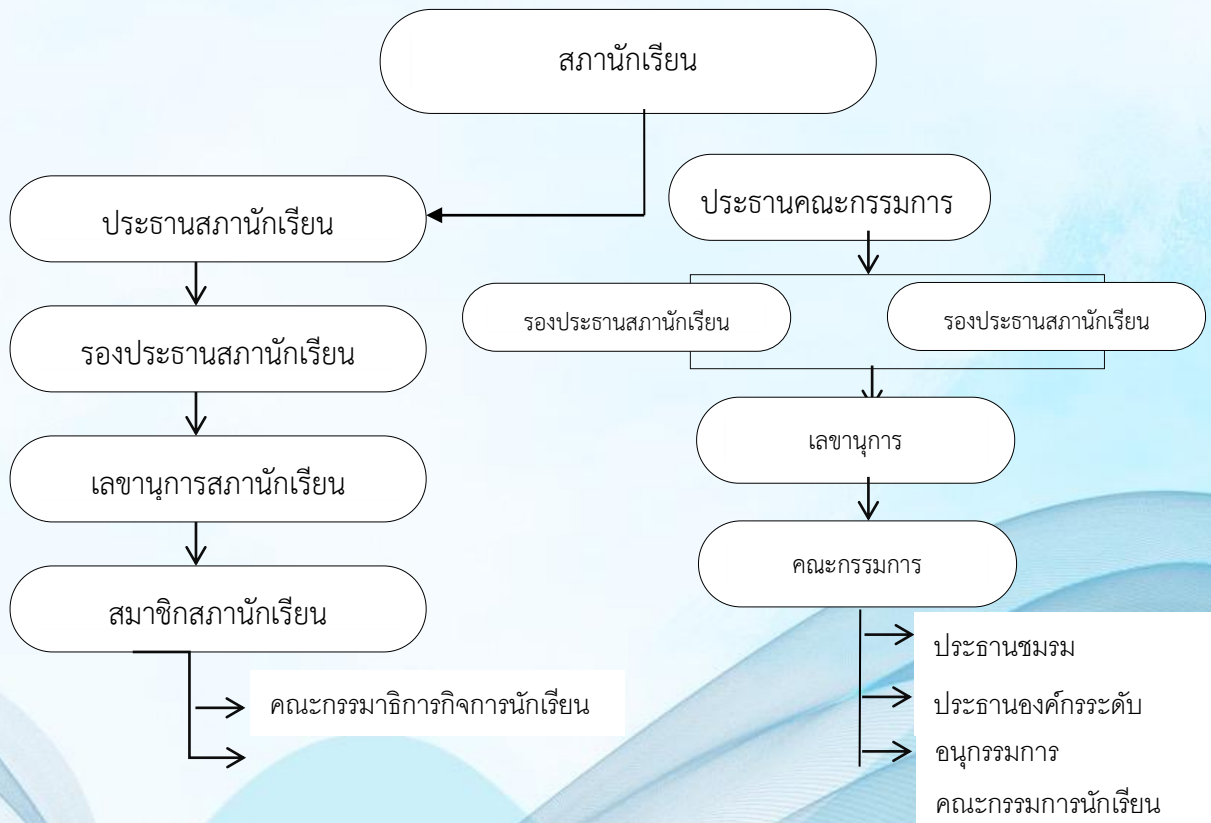 สภานักเรียน
ประธานสภานักเรียน
รองประธานสภานักเรียน
เลขานุการสภานักเรียน
สมาชิกสภานักเรียน
คณะกรรมาธิการกิจการนักเรียน
ประธานคณะกรรมการ
รองประธานสภานักเรียน
รองประธานสภานักเรียน
เลขานุการ
คณะกรรมการ
ประธานชมรม
ประธานองค์กรระดับ
อนุกรรมการ
คณะกรรมการนักเรียน